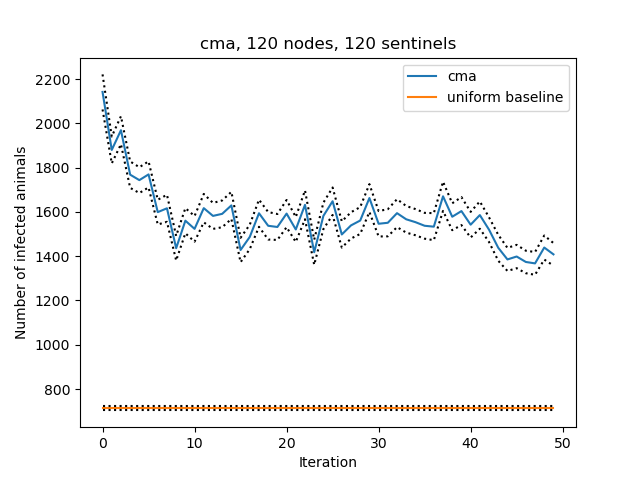 cma, 120 nodes, 120 sentinels
cma
uniform baseline
Number of infected animals
2200
2000
1800
1600
1400
1200
1000
800
0
10
20
30
40
50
Iteration